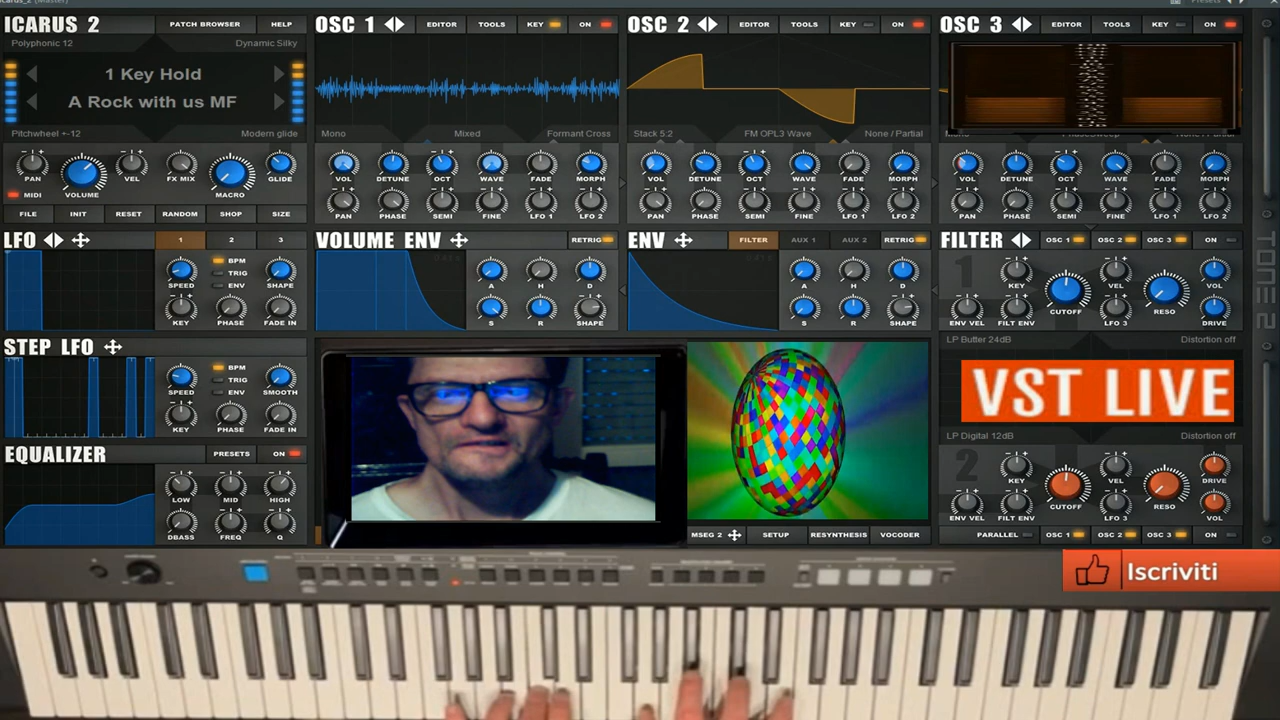 ICARUS 2 PATCH BROWSER HELP
Polyphonic 12 Dynamic Silky
1 Key Hold
A Rock with us MF
Pitchwheel +-12 Modern glide
PAN VOLUME VEL FX MIX MACRO GLIDE
MIDI
FILE INIT RESET RANDOM SHOP SIZE
OSC 1 EDITOR TOOLS KEY ON
Mono Mixed Formant Cross
VOL DETUNE OCT WAVE FADE MORPH
PAN PHASE SEMI FINE LFO 1 LFO 2
OSC 2 EDITOR TOOLS KEY ON
Stack 5:2 FM OPL3 Wave None / Partial
VOL DETUNE OCT WAVE FADE MORPH
PAN PHASE SEMI FINE LFO 1 LFO 2
OSC 3 EDITOR TOOLS KEY ON
VOL DETUNE OCT WAVE FADE MORPH
PAN PHASE SEMI FINE LFO 1 LFO 2
LFO 1 2 3
BPM
TRIG
ENV
SPEED SHAPE
KEY PHASE FADE IN
VOLUME ENV RETRIG
A H D
S R SHAPE
ENV FILTER AUX 1 AUX 2 RETRIG
A H D
S R SHAPE
FILTER OSC 1 OSC 2 OSC 3 ON
1
KEY CUTOFF VEL RESO VOL
ENV VEL FILT ENV LFO 3 DRIVE
LP Butter 24dB Distortion off
VST LIVE
LP Digital 12dB Distortion off
2
KEY CUTOFF VEL RESO DRIVE
ENV VEL FILT ENV LFO 3 VOL
PARALLEL OSC 1 OSC 2 OSC 3 ON
TONE 2
STEP LFO
BPM
TRIG
ENV
SPEED SMOOTH
KEY PHASE FADE IN
EQUALIZER PRESETS ON
LOW MID HIGH
DBASS FREQ Q
MSEG 2 SETUP RESYNTHESIS VOCODER
Iscriviti